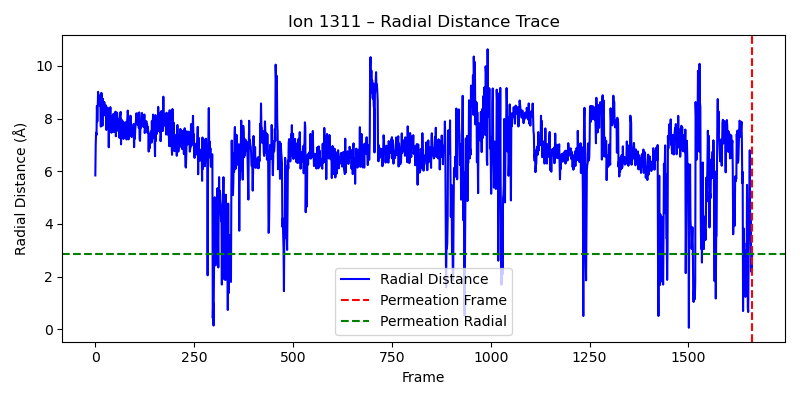 Ion 1311 – Radial Distance Trace
Radial Distance (Å)
10
8
6
4
2
0
Radial Distance
Permeation Frame
Permeation Radial
0 250 500 750 1000 1250 1500
Frame